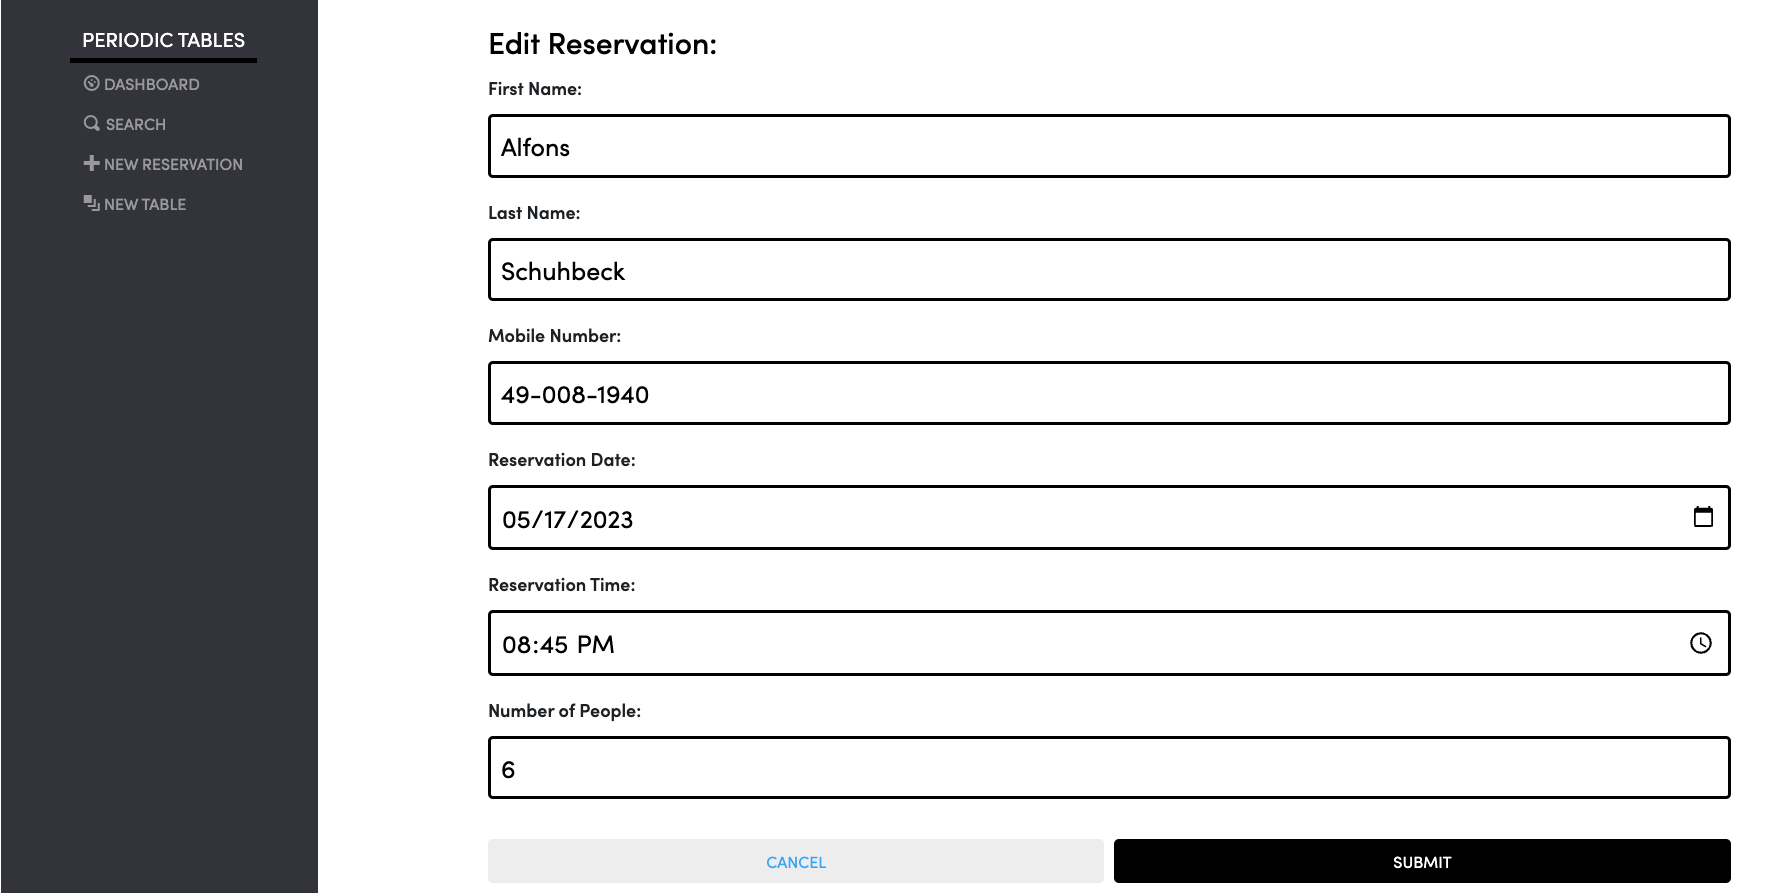 PERIODIC TABLES
DASHBOARD
SEARCH
NEW RESERVATION
NEW TABLE
Edit Reservation:
First Name:
Alfons
Last Name:
Schuhbeck
Mobile Number:
49-008-1940
Reservation Date:
05/17/2023
Reservation Time:
08:45 PM
Number of People:
6
CANCEL
SUBMIT